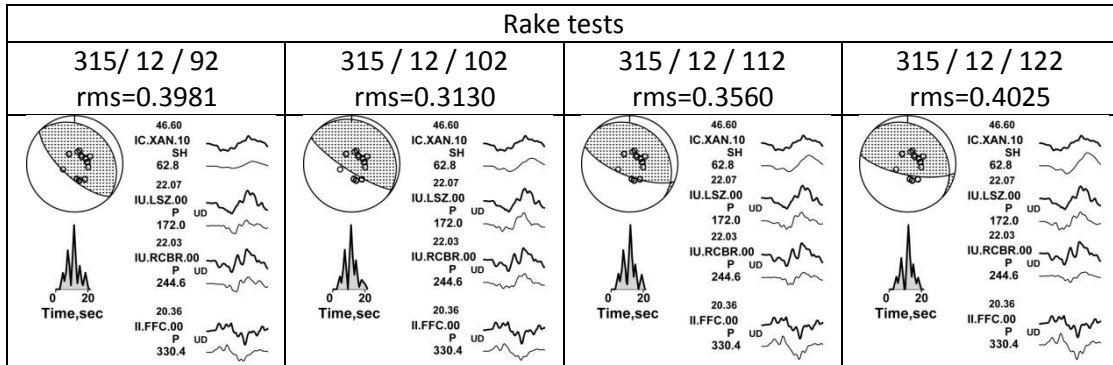 Rake tests
315/ 12 / 92
rms=0.3981
46.60
IC.XAN.10
SH
62.8
22.07
IU.LSZ.00
P UD
172.0
22.03
IU.RCBR.00
P UD
244.6
20.36
II.FFC.00
P UD
330.4
0 20
Time,sec
315 / 12 / 102
rms=0.3130
46.60
IC.XAN.10
SH
62.8
22.07
IU.LSZ.00
P UD
172.0
22.03
IU.RCBR.00
P UD
244.6
20.36
II.FFC.00
P UD
330.4
0 20
Time,sec
315 / 12 / 112
rms=0.3560
46.60
IC.XAN.10
SH
62.8
22.07
IU.LSZ.00
P UD
172.0
22.03
IU.RCBR.00
P UD
244.6
20.36
II.FFC.00
P UD
330.4
0 20
Time,sec
315 / 12 / 122
rms=0.4025
46.60
IC.XAN.10
SH
62.8
22.07
IU.LSZ.00
P UD
172.0
22.03
IU.RCBR.00
P UD
244.6
20.36
II.FFC.00
P UD
330.4
0 20
Time,sec